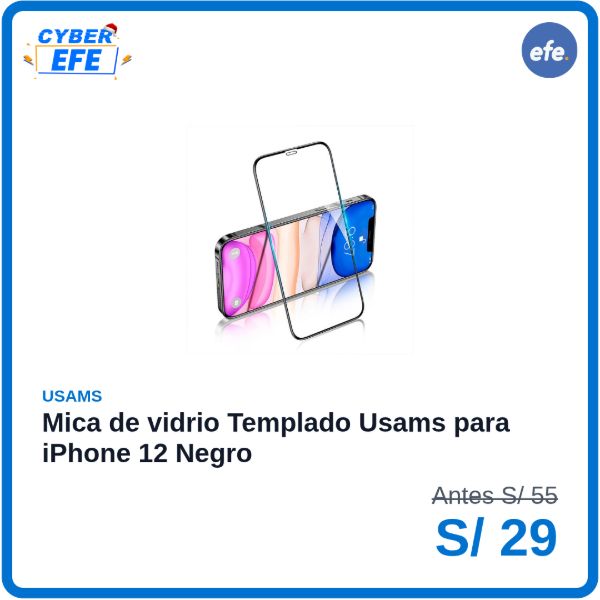 CYBER
EFE
efe.
USAMS
Mica de vidrio Templado Usams para
iPhone 12 Negro
Antes S/ 55
S/ 29